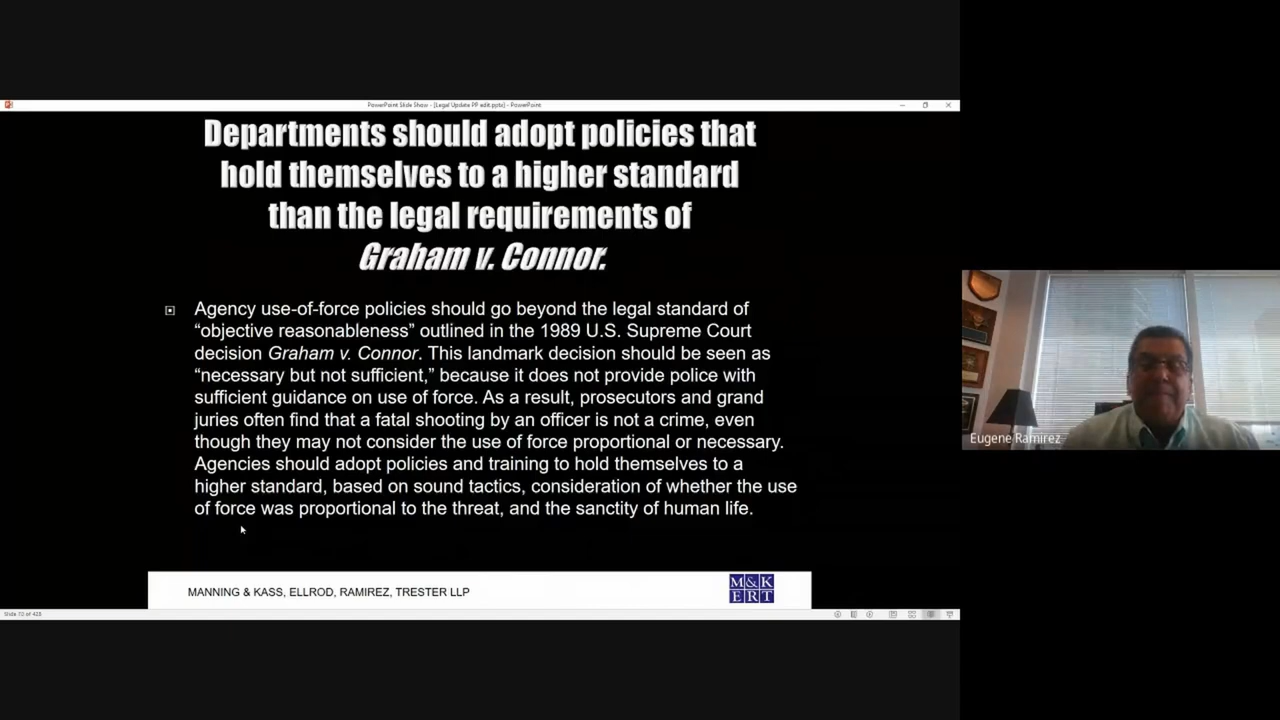 PowerPoint Slide Show - [Legal Update PP edit.pptx] - PowerPoint
Departments should adopt policies that
hold themselves to a higher standard
than the legal requirements of
Graham v. Connor.
Agency use-of-force policies should go beyond the legal standard of
“objective reasonableness” outlined in the 1989 U.S. Supreme Court
decision Graham v. Connor. This landmark decision should be seen as
“necessary but not sufficient,” because it does not provide police with
sufficient guidance on use of force. As a result, prosecutors and grand
juries often find that a fatal shooting by an officer is not a crime, even
though they may not consider the use of force proportional or necessary.
Agencies should adopt policies and training to hold themselves to a
higher standard, based on sound tactics, consideration of whether the use
of force was proportional to the threat, and the sanctity of human life.
MANNING & KASS, ELLROD, RAMIREZ, TRESTER LLP
M&K
ERT
Eugene Ramirez